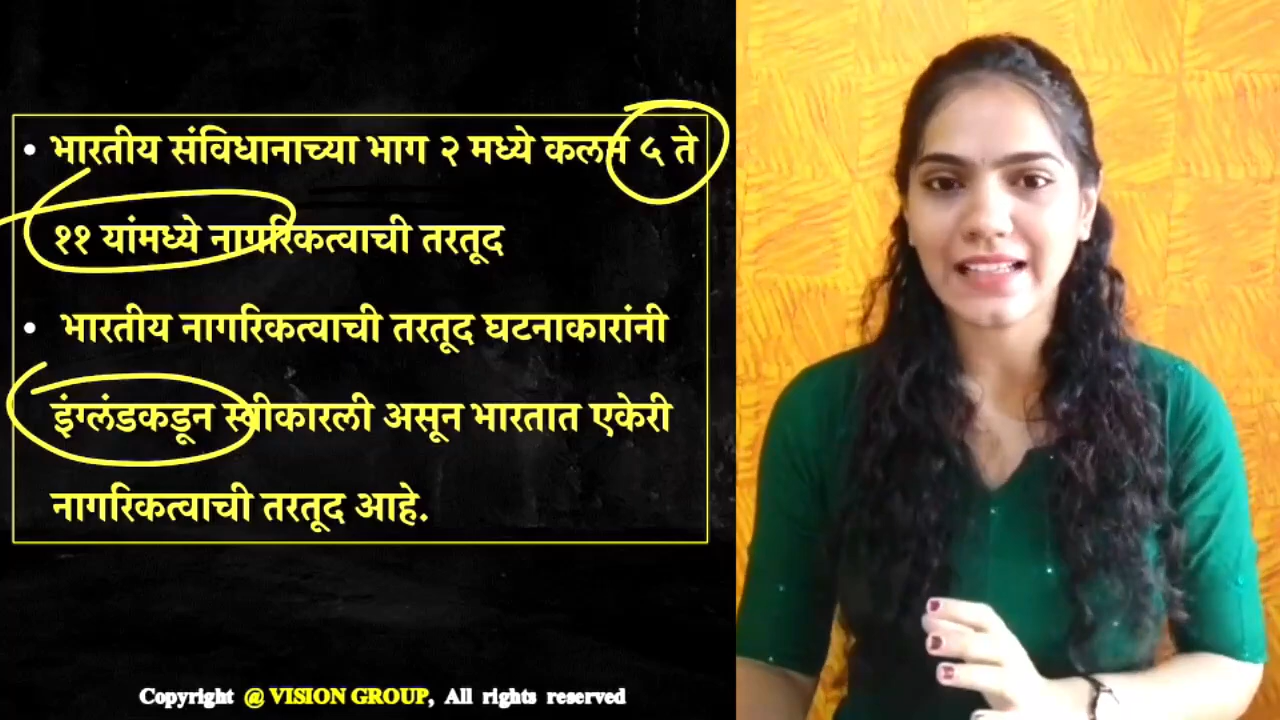 • भारतीय संविधानाच्या भाग २ मध्ये कलम ५ ते
११ यांमध्ये नागरिकत्वाची तरतूद
• भारतीय नागरिकत्वाची तरतूद घटनाकारांनी
इंग्लंडकडून स्वीकारली असून भारतात एकेरी
नागरिकत्वाची तरतूद आहे.
Copyright @ VISION GROUP, All rights reserved